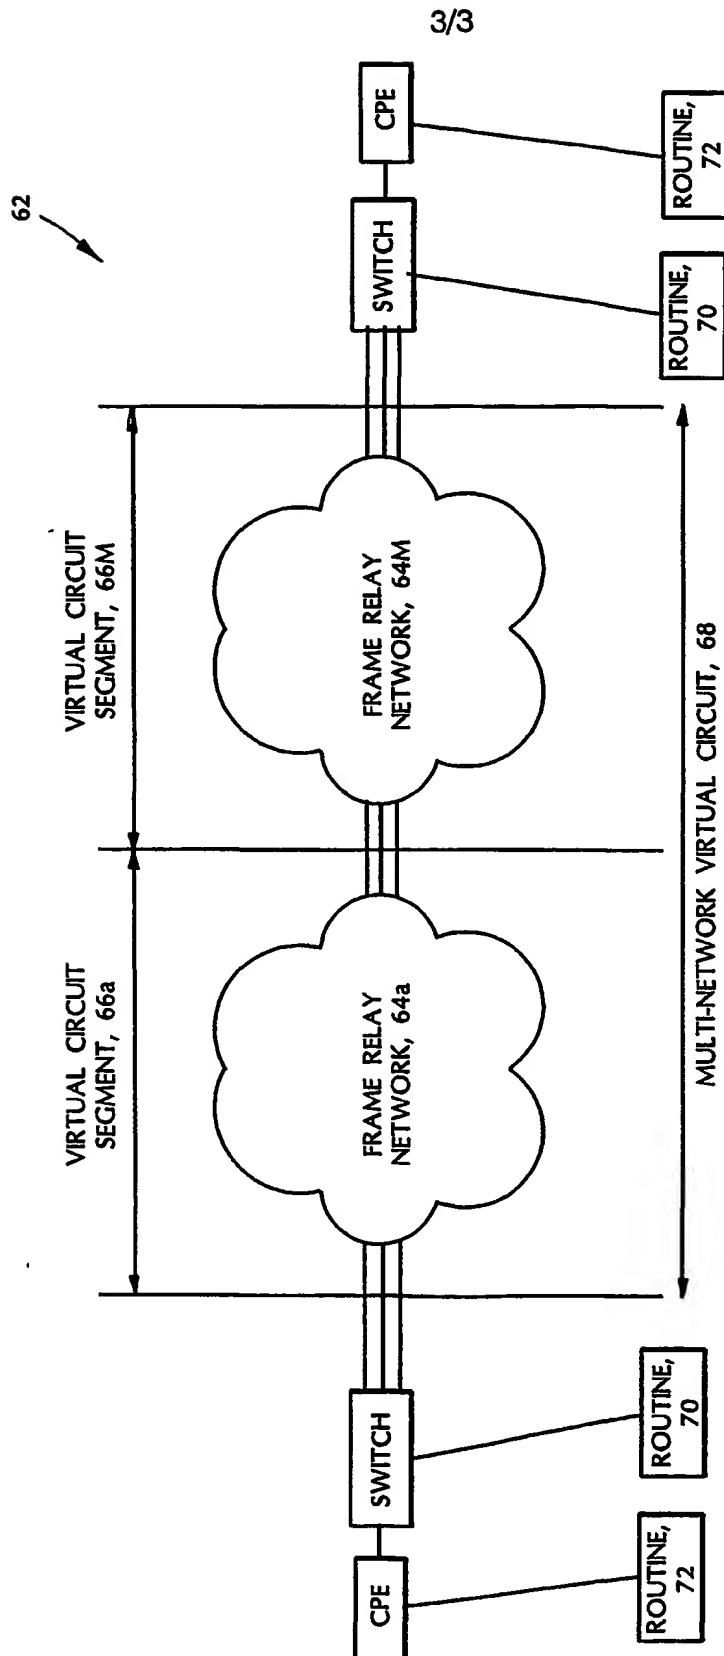 3/3
62
VIRTUAL CIRCUIT
SEGMENT, 66a
VIRTUAL CIRCUIT
SEGMENT, 66M
CPE
SWITCH
FRAME RELAY
NETWORK, 64a
FRAME RELAY
NETWORK, 64M
SWITCH
CPE
ROUTINE,
72
ROUTINE,
70
MULTI-NETWORK VIRTUAL CIRCUIT, 68
ROUTINE,
70
ROUTINE,
72